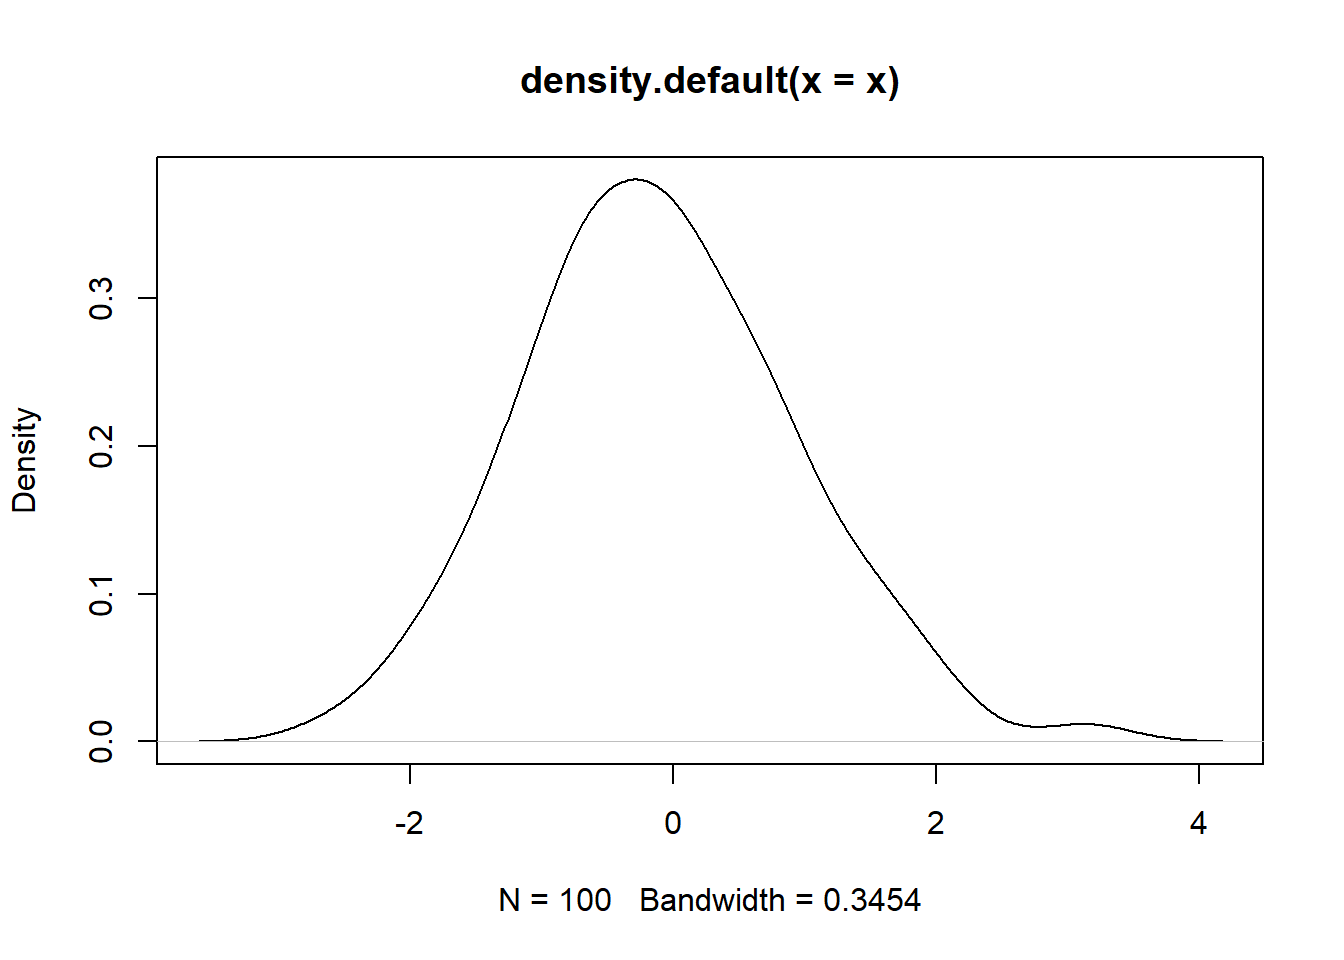 density.default(x = x)
Density
0.0
0.1
0.2
0.3
-2
0
2
4
N = 100   Bandwidth = 0.3454